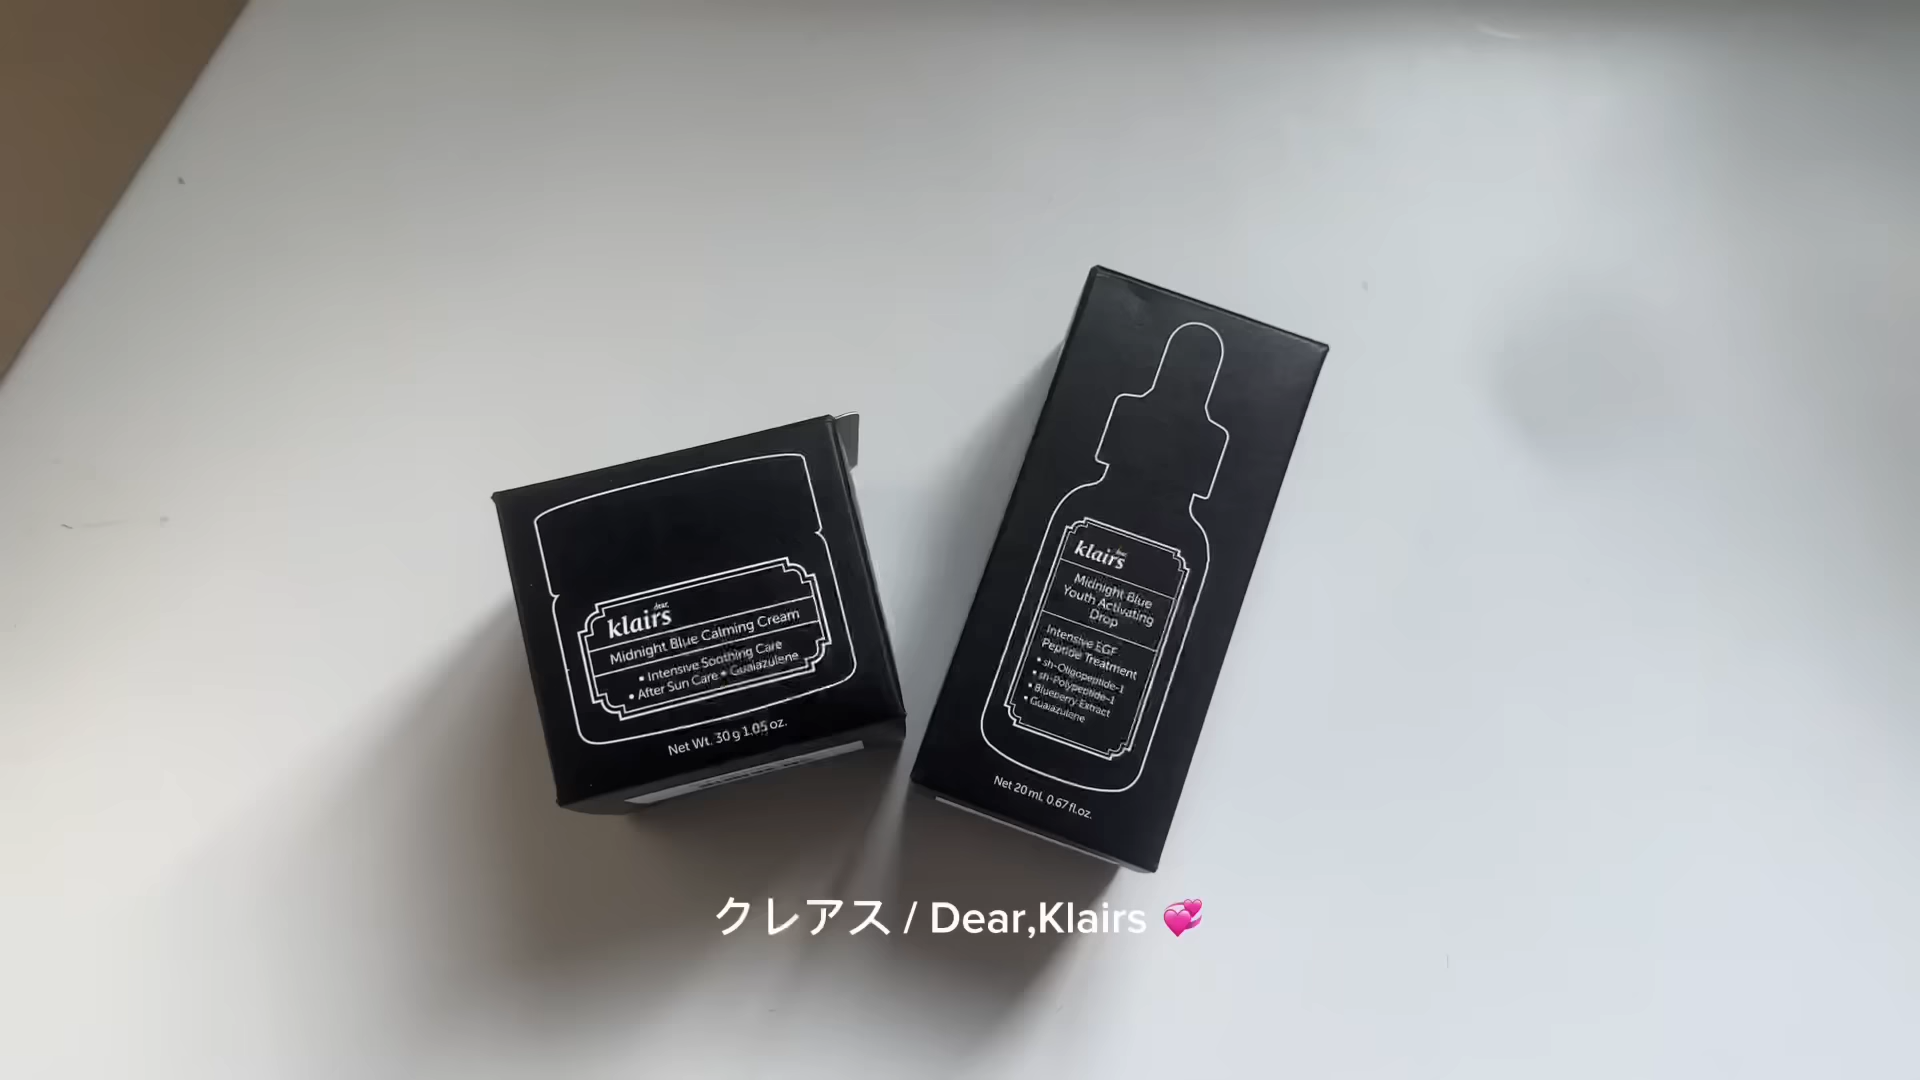 dear,
klairs
Midnight Blue Calming Cream
• Intensive Soothing Care
• After Sun Care • Guaiazulene
Net Wt. 30 g 1.05 oz.
dear,
klairs
Midnight Blue
Youth Activating
Drop
Intensive EGF
Peptide Treatment
• sh-Oligopeptide-1
• sh-Polypeptide-1
• Blueberry Extract
• Guaiazulene
Net 20 ml, 0.67 fl.oz.
クレアス / Dear,Klairs 💞